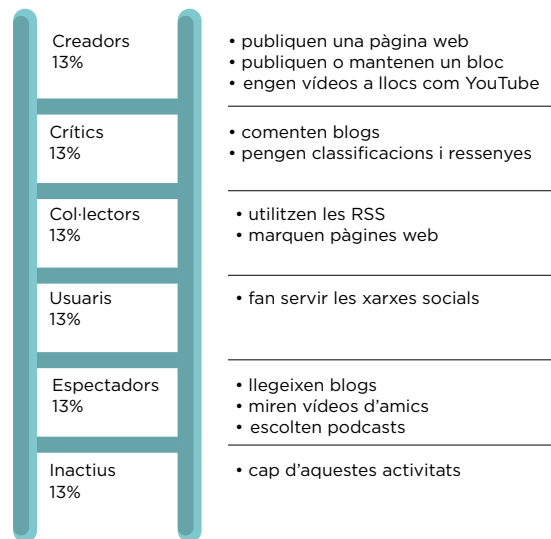 Creadors
13%
• publiquen una pàgina web
• publiquen o mantenen un bloc
• engen vídeos a llocs com YouTube
Crítics
13%
• comenten blogs
• pengen classificacions i ressenyes
Col·lectors
13%
• utilitzen les RSS
• marquen pàgines web
Usuaris
13%
• fan servir les xarxes socials
Espectadors
13%
• llegeixen blogs
• miren vídeos d’amics
• escolten podcasts
Inactius
13%
• cap d’aquestes activitats